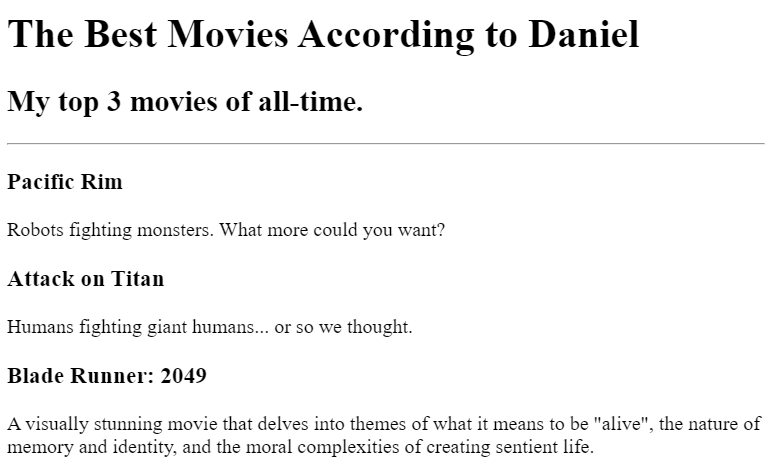 The Best Movies According to Daniel
My top 3 movies of all-time.
Pacific Rim
Robots fighting monsters. What more could you want?
Attack on Titan
Humans fighting giant humans... or so we thought.
Blade Runner: 2049
A visually stunning movie that delves into themes of what it means to be "alive", the nature of
memory and identity, and the moral complexities of creating sentient life.